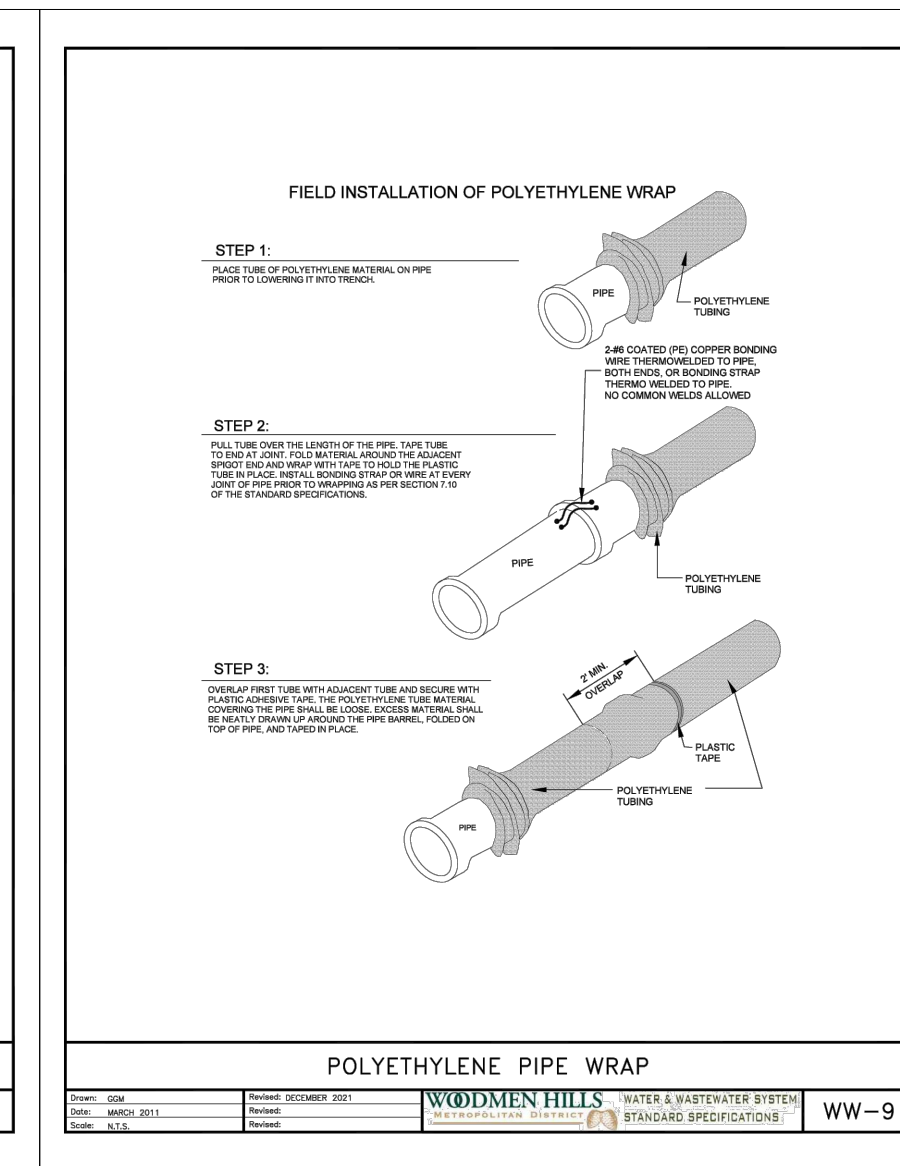 FIELD INSTALLATION OF POLYETHYLENE WRAP
STEP 1:
PLACE TUBE OF POLYETHYLENE MATERIAL ON PIPE
PRIOR TO LOWERING IT INTO TRENCH.
PIPE
POLYETHYLENE
TUBING
2-#6 COATED (PE) COPPER BONDING
WIRE THERMOWELDED TO PIPE,
BOTH ENDS, OR BONDING STRAP
THERMO WELDED TO PIPE.
NO COMMON WELDS ALLOWED
STEP 2:
PULL TUBE OVER THE LENGTH OF THE PIPE. TAPE TUBE
TO END AT JOINT. FOLD MATERIAL AROUND THE ADJACENT
SPIGOT END AND WRAP WITH TAPE TO HOLD THE PLASTIC
TUBE IN PLACE. INSTALL BONDING STRAP OR WIRE AT EVERY
JOINT OF PIPE PRIOR TO WRAPPING AS PER SECTION 7.10
OF THE STANDARD SPECIFICATIONS.
PIPE
POLYETHYLENE
TUBING
STEP 3:
OVERLAP FIRST TUBE WITH ADJACENT TUBE AND SECURE WITH
PLASTIC ADHESIVE TAPE. THE POLYETHYLENE TUBE MATERIAL
COVERING THE PIPE SHALL BE LOOSE. EXCESS MATERIAL SHALL
BE NEATLY DRAWN UP AROUND THE PIPE BARREL, FOLDED ON
TOP OF PIPE, AND TAPED IN PLACE.
2' MIN.
OVERLAP
PLASTIC
TAPE
POLYETHYLENE
TUBING
PIPE
POLYETHYLENE PIPE WRAP
Drawn: GGM
Date: MARCH 2011
Scale: N.T.S.
Revised: DECEMBER 2021
Revised:
Revised:
WOODMEN HILLS
METROPOLITAN DISTRICT
WATER & WASTEWATER SYSTEM
STANDARD SPECIFICATIONS
WW-9